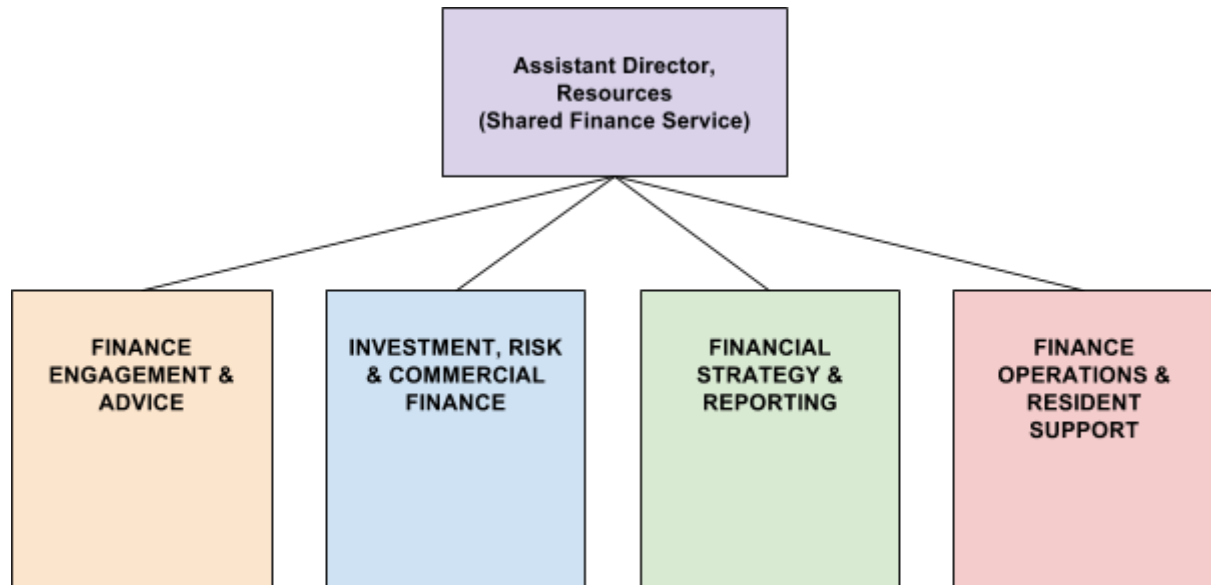 Assistant Director,
Resources
(Shared Finance Service)
FINANCE
ENGAGEMENT &
ADVICE
INVESTMENT, RISK
& COMMERCIAL
FINANCE
FINANCIAL
STRATEGY &
REPORTING
FINANCE
OPERATIONS &
RESIDENT
SUPPORT